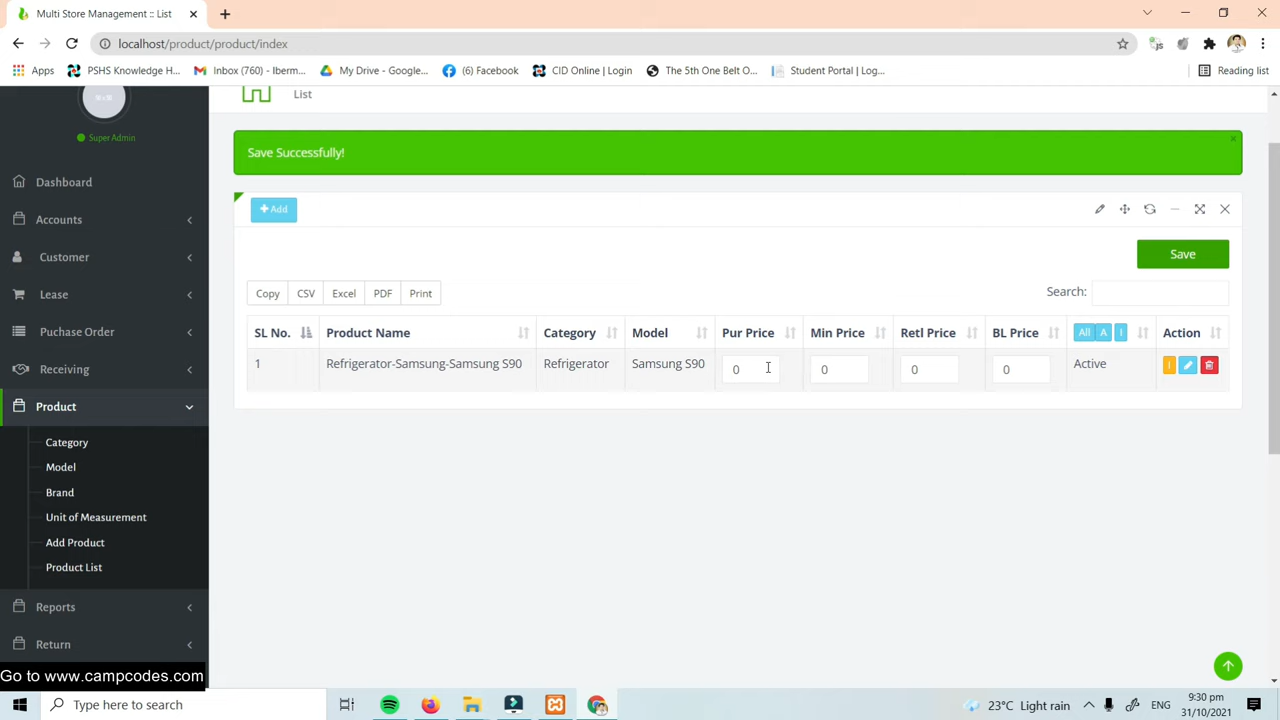 Multi Store Management :: List
localhost/product/product/index
Apps PSHS Knowledge H... Inbox (760) - Iberm... My Drive - Google... (6) Facebook CID Online | Login The 5th One Belt O... Student Portal | Log... Reading list
List
Super Admin
Save Successfully!
Dashboard
Accounts
Customer
Lease
Puchase Order
Receiving
Product
Category
Model
Brand
Unit of Measurement
Add Product
Product List
Reports
Return
Add
Save
Copy CSV Excel PDF Print Search:
SL No. Product Name Category Model Pur Price Min Price Retl Price BL Price All A I Action
1 Refrigerator-Samsung-Samsung S90 Refrigerator Samsung S90 0 0 0 0 Active I
Go to www.campcodes.com
Type here to search
23°C Light rain ENG
9:30 pm
31/10/2021